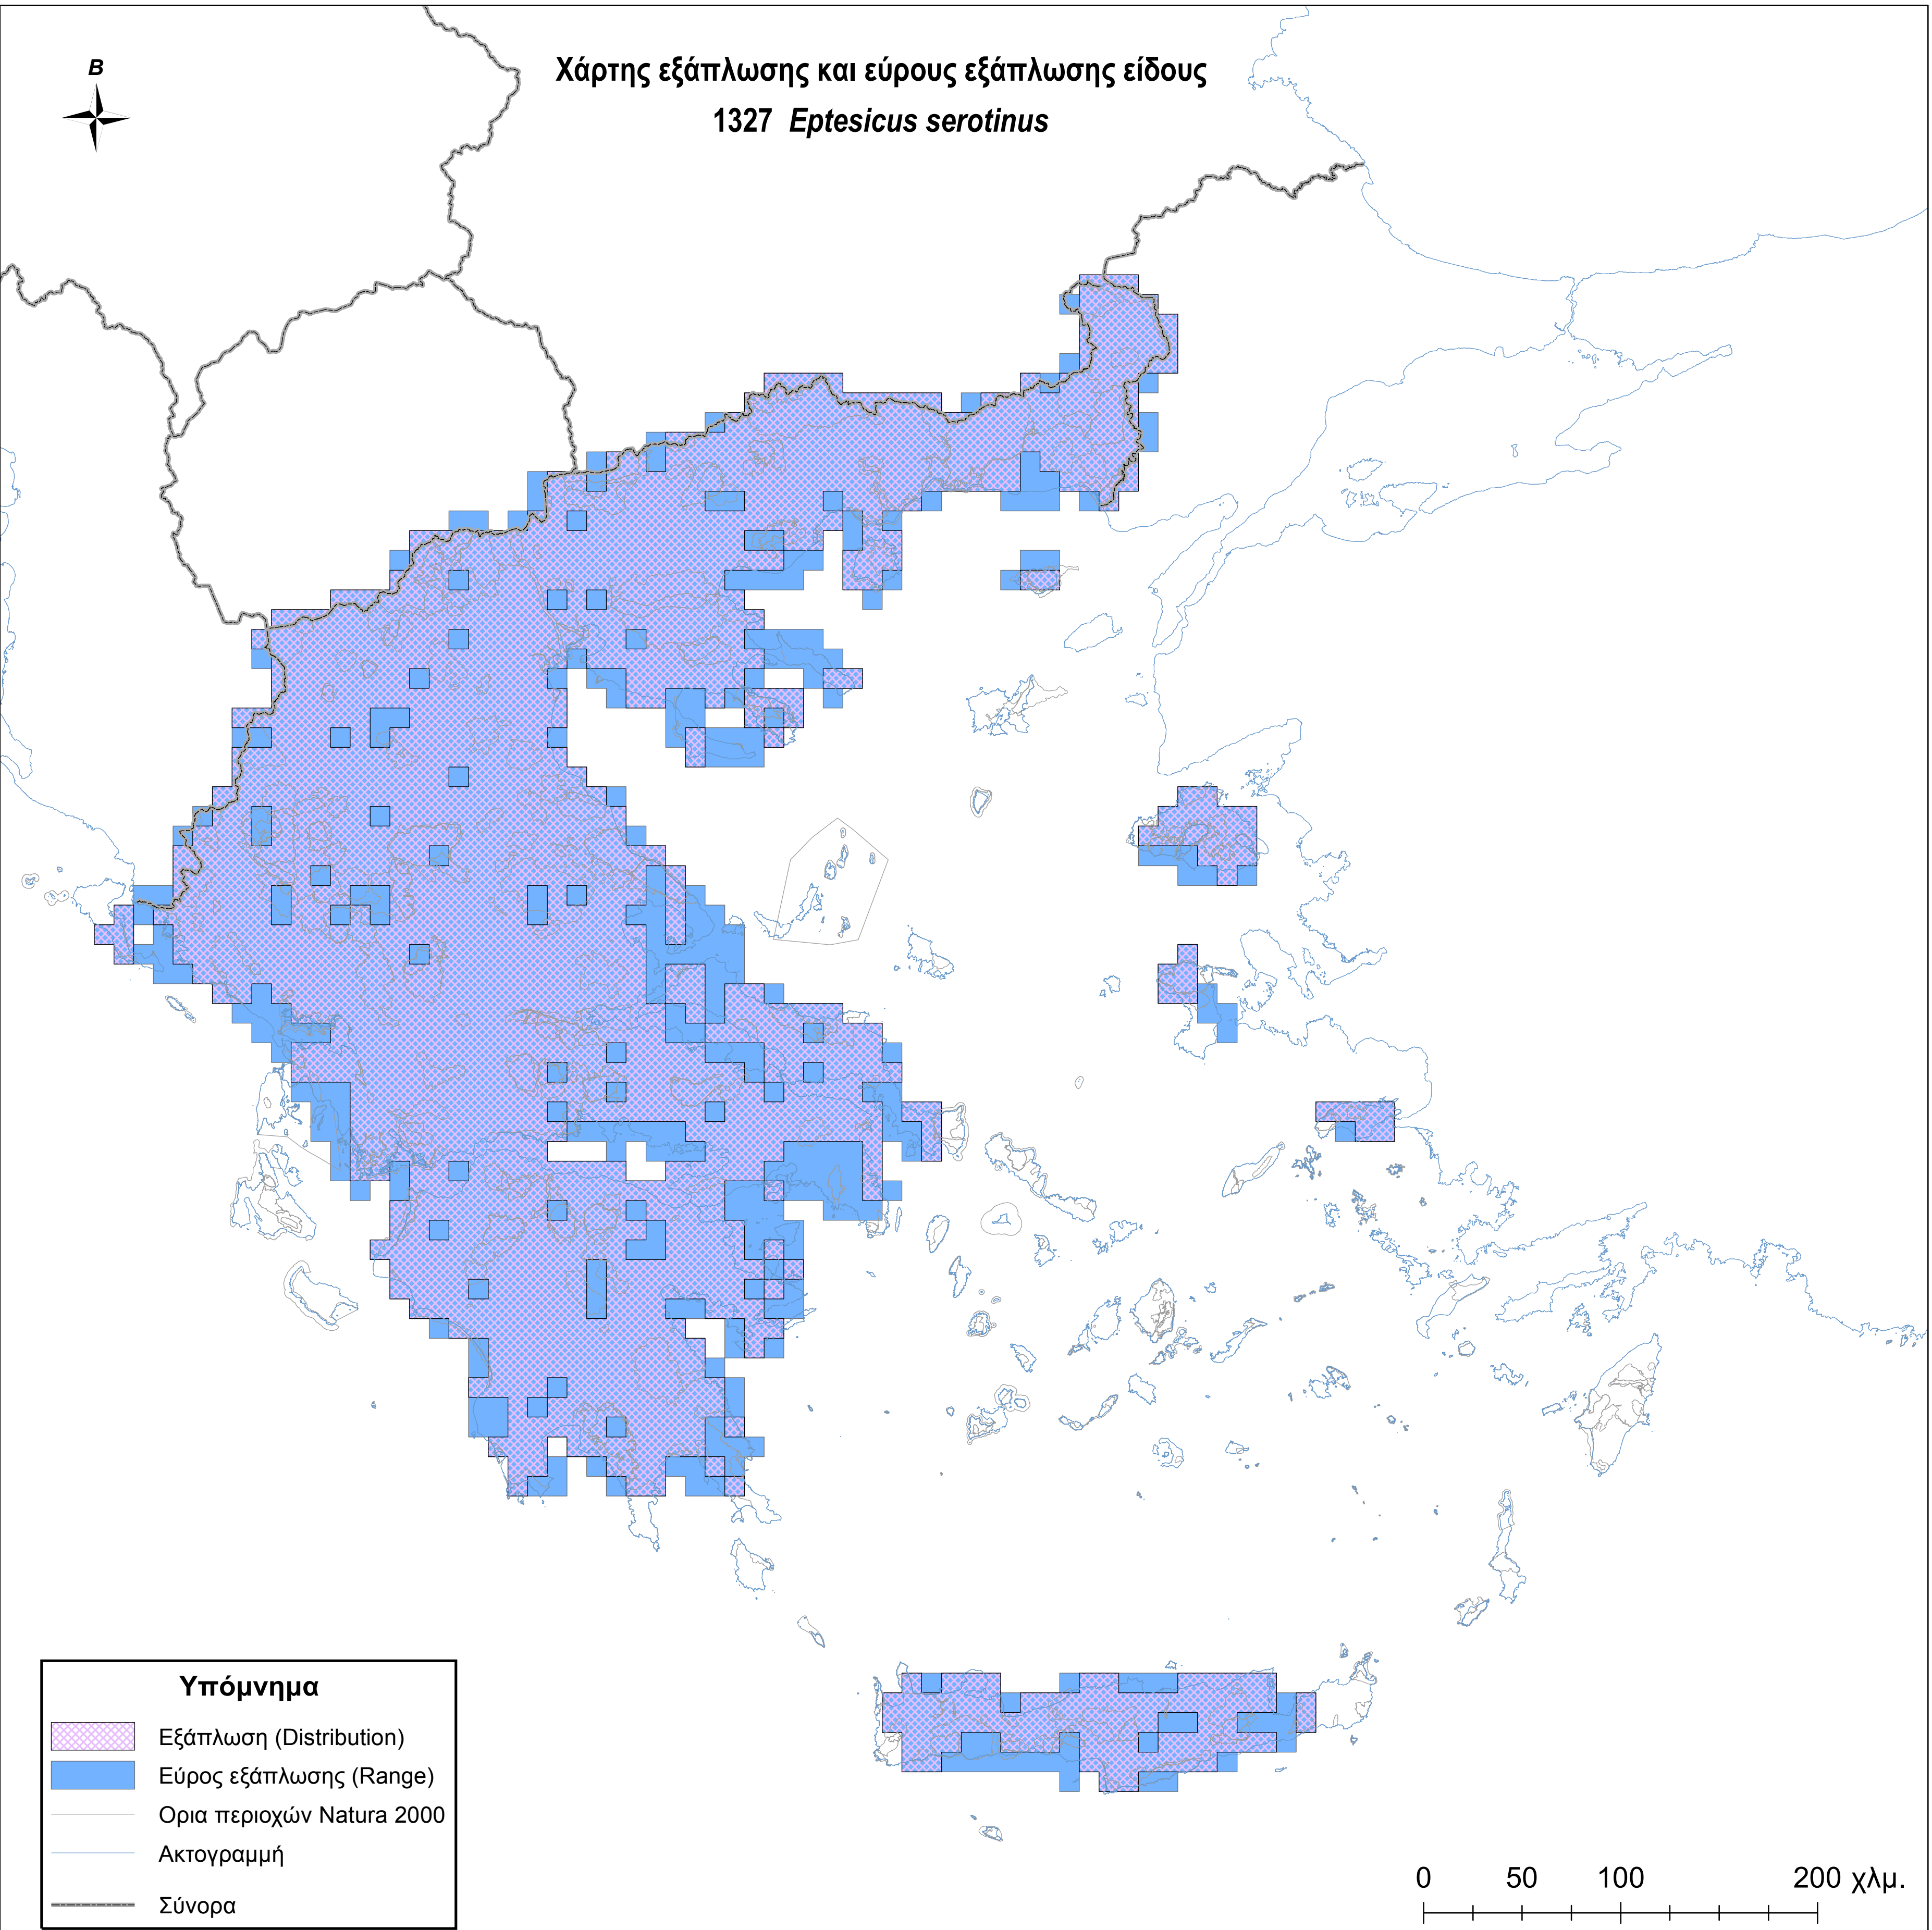 Β
Χάρτης εξάπλωσης και εύρους εξάπλωσης είδους
1327 Eptesicus serotinus
Υπόμνημα
Εξάπλωση (Distribution)
Εύρος εξάπλωσης (Range)
Ορια περιοχών Natura 2000
Ακτογραμμή
Σύνορα
0 50 100 200 χλμ.